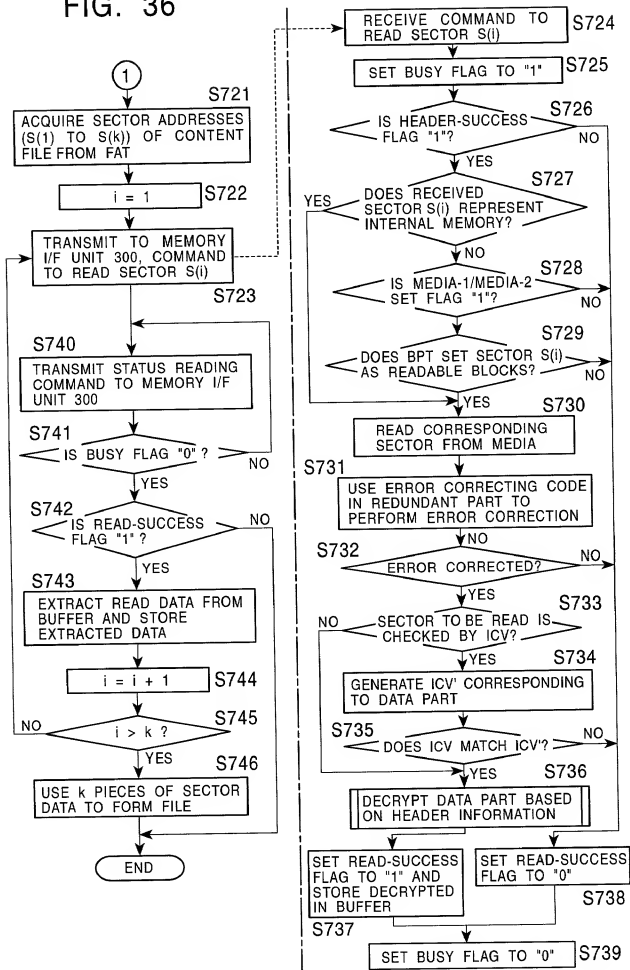 FIG. 36
1
S721
ACQUIRE SECTOR ADDRESSES
(S(1) TO S(k)) OF CONTENT
FILE FROM FAT
S722
i = 1
TRANSMIT TO MEMORY
I/F UNIT 300, COMMAND
TO READ SECTOR S(i)
S723
S740
TRANSMIT STATUS READING
COMMAND TO MEMORY I/F
UNIT 300
S741
IS BUSY FLAG "0" ?
NO
YES
S742
IS READ-SUCCESS
FLAG "1" ?
NO
YES
S743
EXTRACT READ DATA FROM
BUFFER AND STORE
EXTRACTED DATA
i = i + 1
S744
S745
NO
i > k ?
YES
S746
USE k PIECES OF SECTOR
DATA TO FORM FILE
END
RECEIVE COMMAND TO
READ SECTOR S(i)
S724
S725
SET BUSY FLAG TO "1"
S726
IS HEADER-SUCCESS
FLAG "1"?
NO
YES
S727
YES
DOES RECEIVED
SECTOR S(i) REPRESENT
INTERNAL MEMORY?
NO
S728
IS MEDIA-1/MEDIA-2
SET FLAG "1"?
NO
YES
S729
DOES BPT SET SECTOR S(i)
AS READABLE BLOCKS?
NO
YES
S730
READ CORRESPONDING
SECTOR FROM MEDIA
S731
USE ERROR CORRECTING CODE
IN REDUNDANT PART TO
PERFORM ERROR CORRECTION
NO
S732
ERROR CORRECTED?
NO
YES
S733
NO
SECTOR TO BE READ IS
CHECKED BY ICV?
YES
S734
GENERATE ICV' CORRESPONDING
TO DATA PART
S735
DOES ICV MATCH ICV'?
NO
YES
S736
DECRYPT DATA PART BASED
ON HEADER INFORMATION
SET READ-SUCCESS
FLAG TO "1" AND
STORE DECRYPTED
IN BUFFER
S737
SET READ-SUCCESS
FLAG TO "0"
S738
SET BUSY FLAG TO "0"
S739